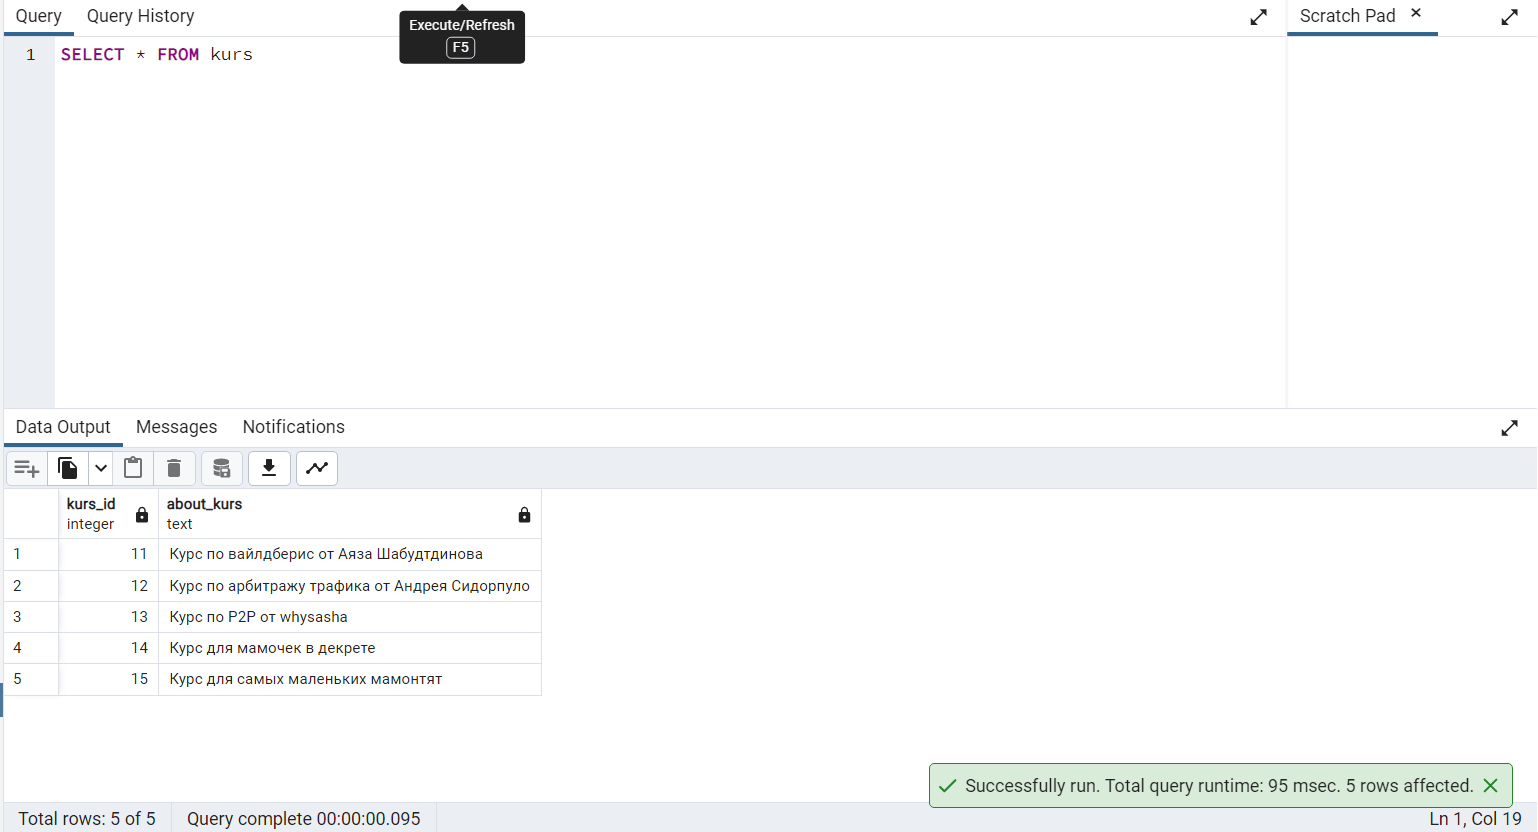 Query Query History
Execute/Refresh
F5
Scratch Pad
1 SELECT * FROM kurs
Data Output Messages Notifications
kurs_id about_kurs
integer text
1 11 Курс по вайлдберис от Аяза Шабудтдинова
2 12 Курс по арбитражу трафика от Андрея Сидорпуло
3 13 Курс по P2P от whysasha
4 14 Курс для мамочек в декрете
5 15 Курс для самых маленьких мамонтят
Successfully run. Total query runtime: 95 msec. 5 rows affected.
Total rows: 5 of 5 Query complete 00:00:00.095 Ln 1, Col 19